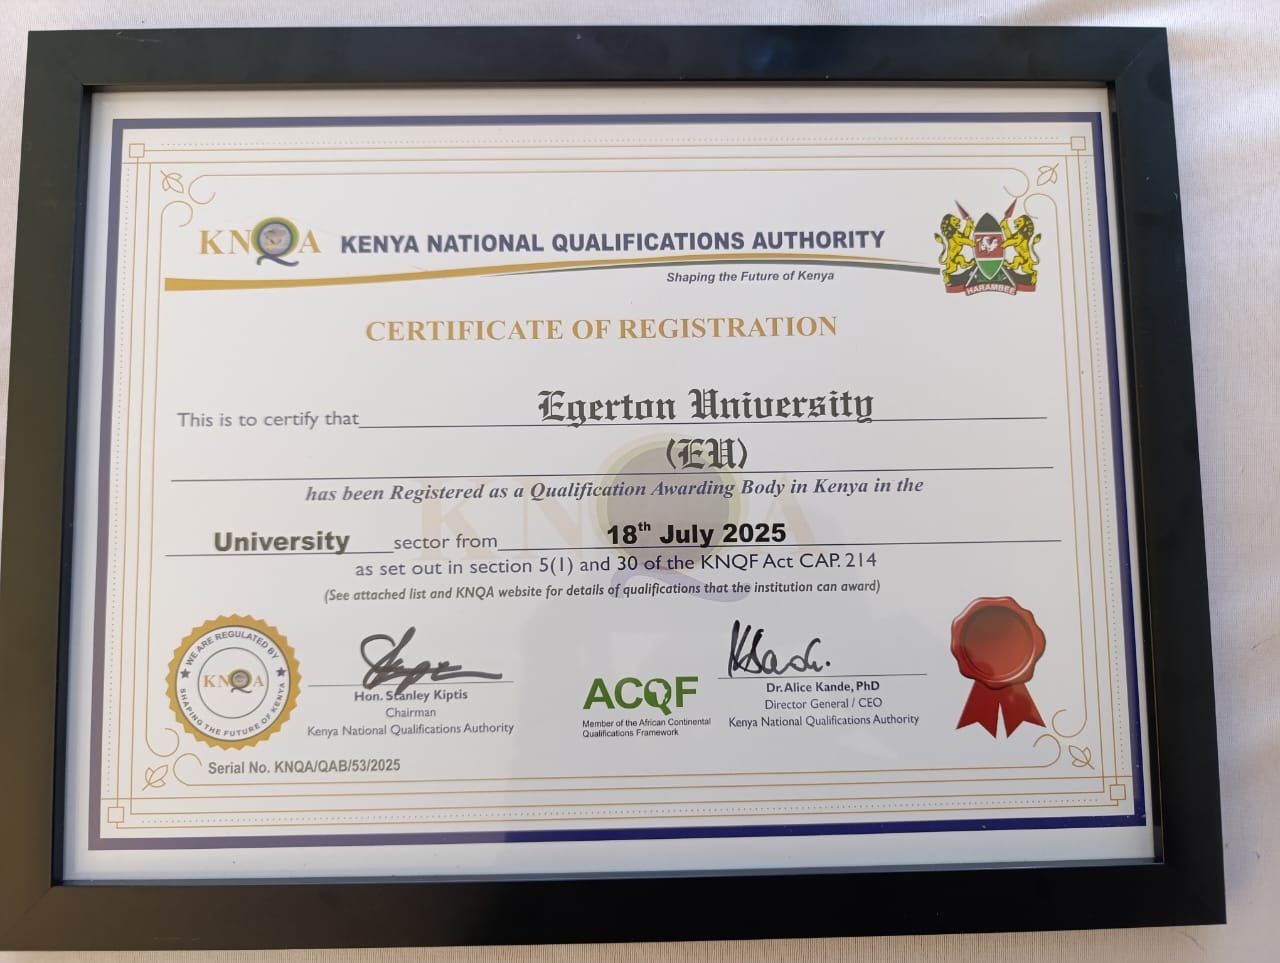 KNQA KENYA NATIONAL QUALIFICATIONS AUTHORITY
Shaping the Future of Kenya
HARAMBEE
CERTIFICATE OF REGISTRATION
This is to certify that Egerton University
(EU)
has been Registered as a Qualification Awarding Body in Kenya in the
University sector from 18th July 2025
as set out in section 5(1) and 30 of the KNQF Act CAP. 214
(See attached list and KNQA website for details of qualifications that the institution can award)
WE ARE REGULATED BY
KNQA
SHAPING THE FUTURE OF KENYA
Hon. Stanley Kiptis
Chairman
Kenya National Qualifications Authority
ACQF
Member of the African Continental
Qualifications Framework
Dr. Alice Kande, PhD
Director General / CEO
Kenya National Qualifications Authority
Serial No. KNQA/QAB/53/2025